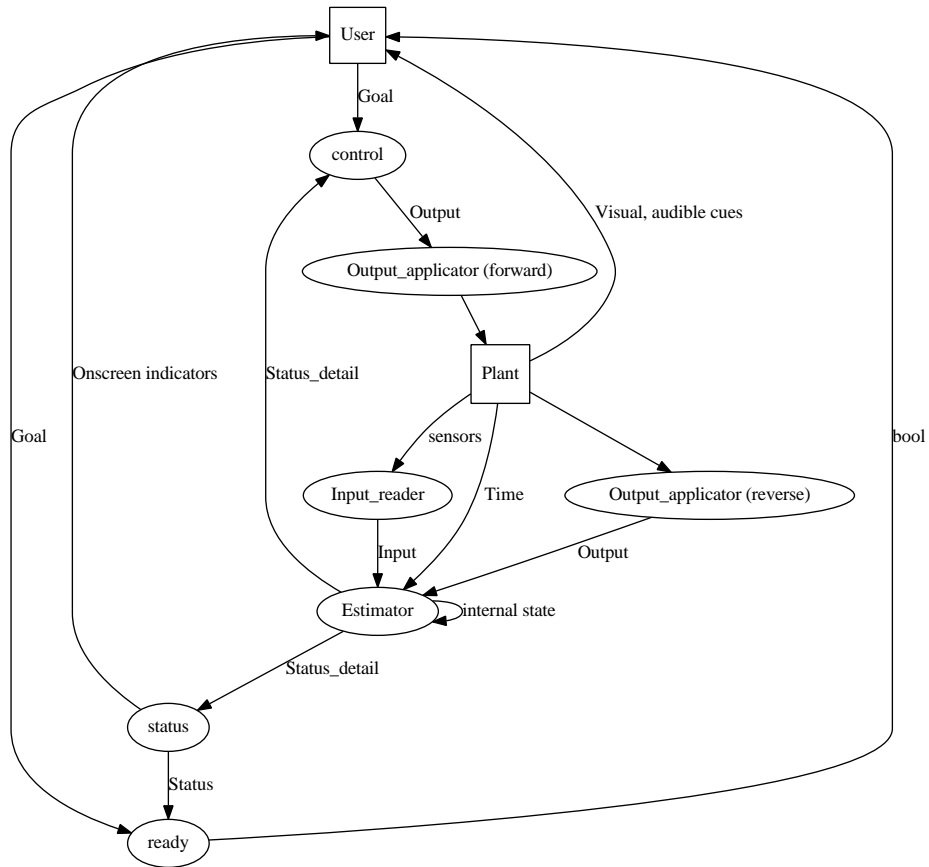 User
Goal
control
Output
Visual, audible cues
Output_applicator (forward)
Onscreen indicators
Status_detail
Plant
Goal
sensors
bool
Input_reader
Time
Output_applicator (reverse)
Input
Output
Estimator
internal state
Status_detail
status
Status
ready